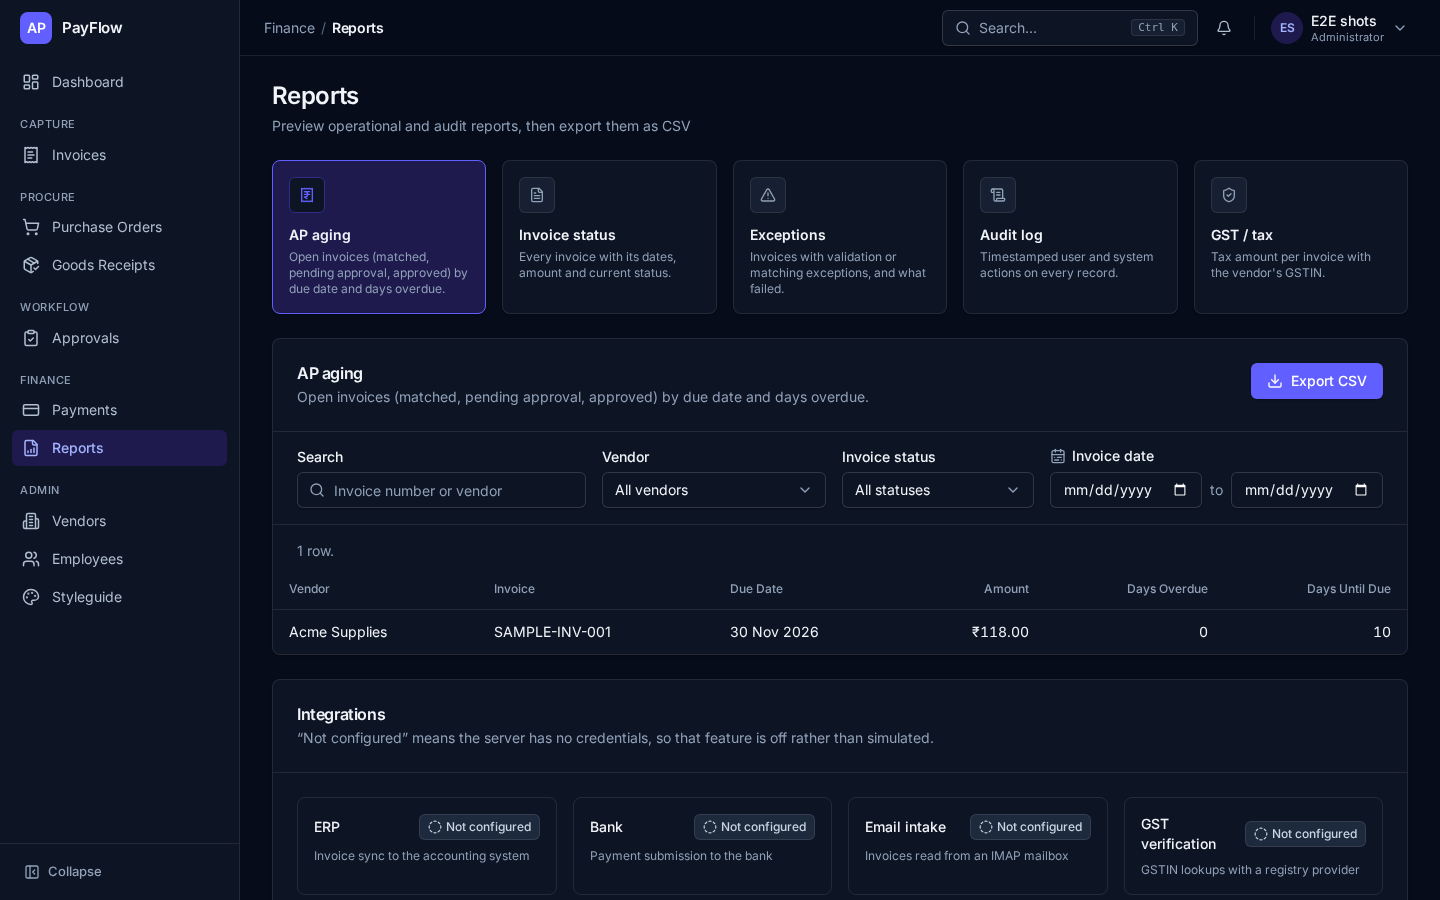 AP PayFlow
Finance / Reports
Search... Ctrl K
ES E2E shots
Administrator
Dashboard
CAPTURE
Invoices
PROCURE
Purchase Orders
Goods Receipts
WORKFLOW
Approvals
FINANCE
Payments
Reports
ADMIN
Vendors
Employees
Styleguide
Collapse
Reports
Preview operational and audit reports, then export them as CSV
AP aging
Open invoices (matched,
pending approval, approved) by
due date and days overdue.
Invoice status
Every invoice with its dates,
amount and current status.
Exceptions
Invoices with validation or
matching exceptions, and what
failed.
Audit log
Timestamped user and system
actions on every record.
GST / tax
Tax amount per invoice with
the vendor's GSTIN.
AP aging
Open invoices (matched, pending approval, approved) by due date and days overdue.
Export CSV
Search
Invoice number or vendor
Vendor
All vendors
Invoice status
All statuses
Invoice date
mm/dd/yyyy to mm/dd/yyyy
1 row.
Vendor Invoice Due Date Amount Days Overdue Days Until Due
Acme Supplies SAMPLE-INV-001 30 Nov 2026 ₹118.00 0 10
Integrations
“Not configured” means the server has no credentials, so that feature is off rather than simulated.
ERP Not configured
Invoice sync to the accounting system
Bank Not configured
Payment submission to the bank
Email intake Not configured
Invoices read from an IMAP mailbox
GST
verification Not configured
GSTIN lookups with a registry provider